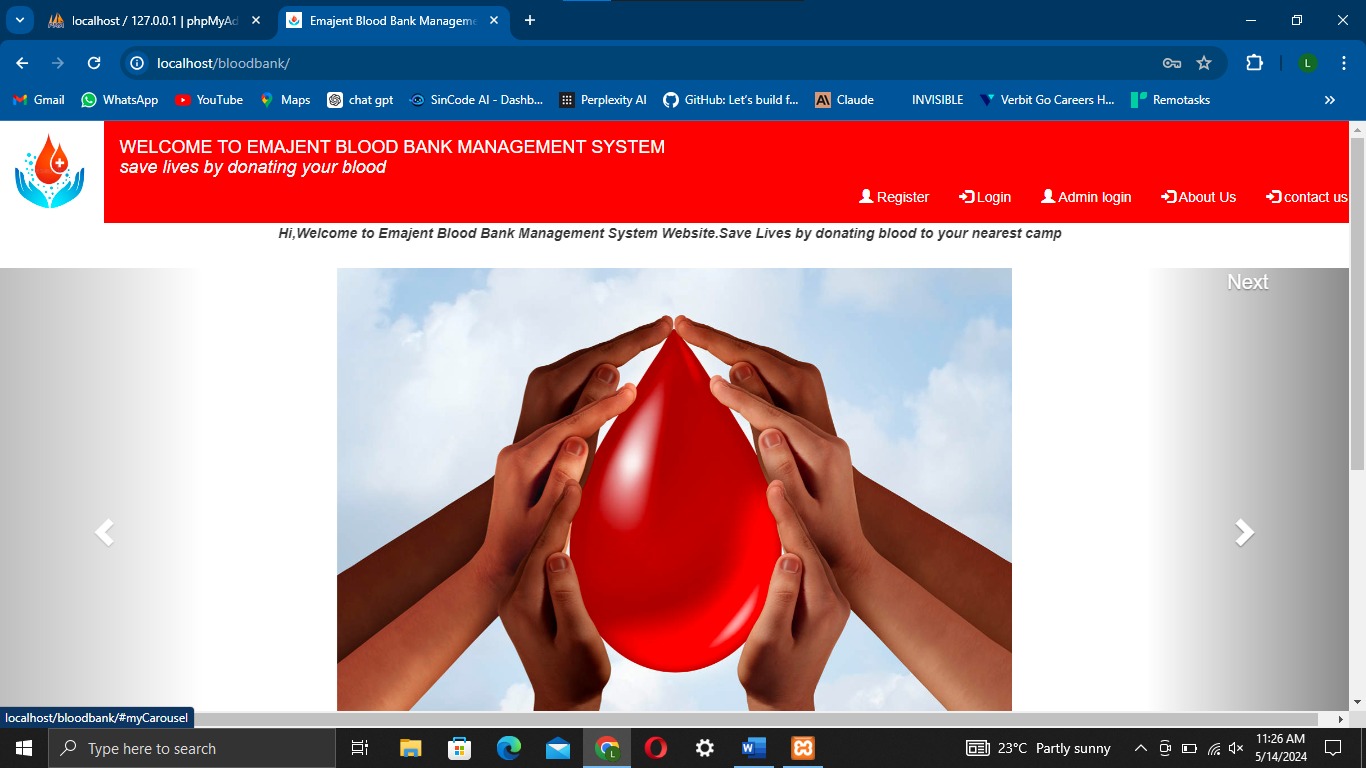 localhost / 127.0.0.1 | phpMyAd
Emajent Blood Bank Manageme
localhost/bloodbank/
L
Gmail WhatsApp YouTube Maps chat gpt SinCode AI - Dashb... Perplexity AI GitHub: Let's build f... Claude INVISIBLE Verbit Go Careers H... Remotasks »
WELCOME TO EMAJENT BLOOD BANK MANAGEMENT SYSTEM
save lives by donating your blood
Register Login Admin login About Us contact us
Hi,Welcome to Emajent Blood Bank Management System Website.Save Lives by donating blood to your nearest camp
Next
localhost/bloodbank/#myCarousel
Type here to search
23°C Partly sunny
11:26 AM
5/14/2024